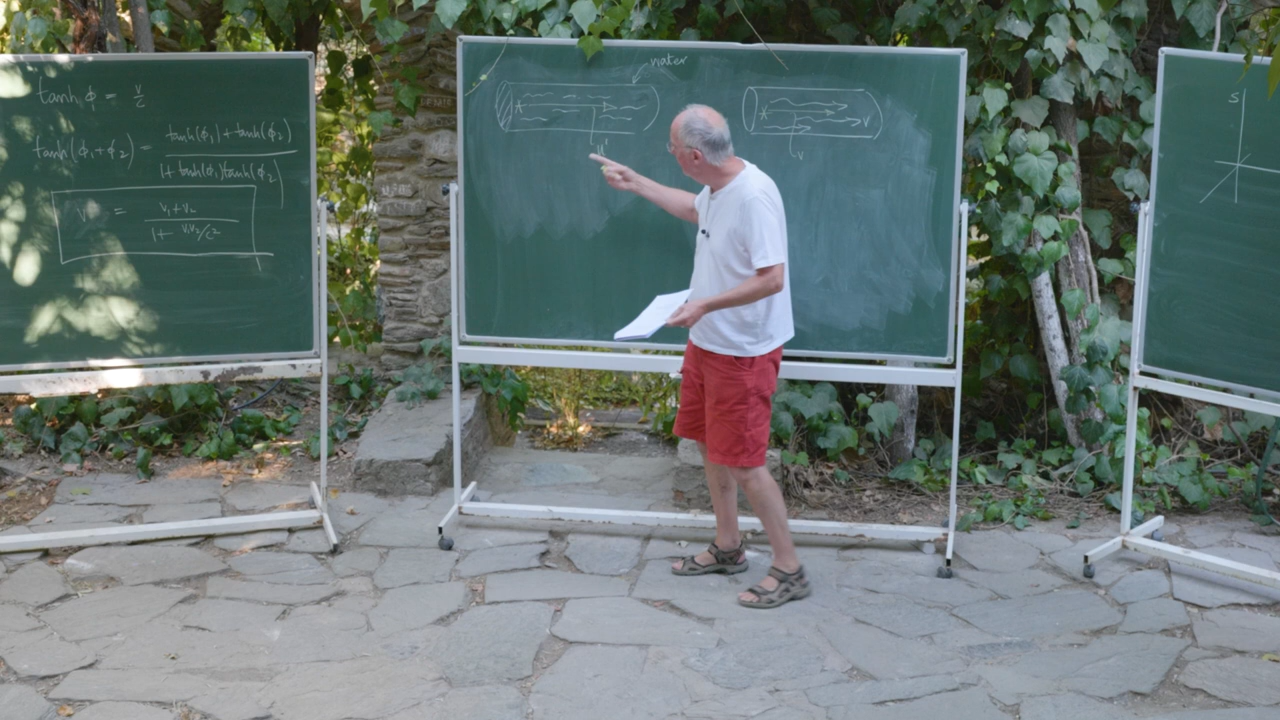 tanh φ = v/c
tanh(φ₁+φ₂) = (tanh(φ₁)+tanh(φ₂))/(1+tanh(φ₁)tanh(φ₂))
v = (v₁+v₂)/(1+v₁v₂/c²)
water
v
v